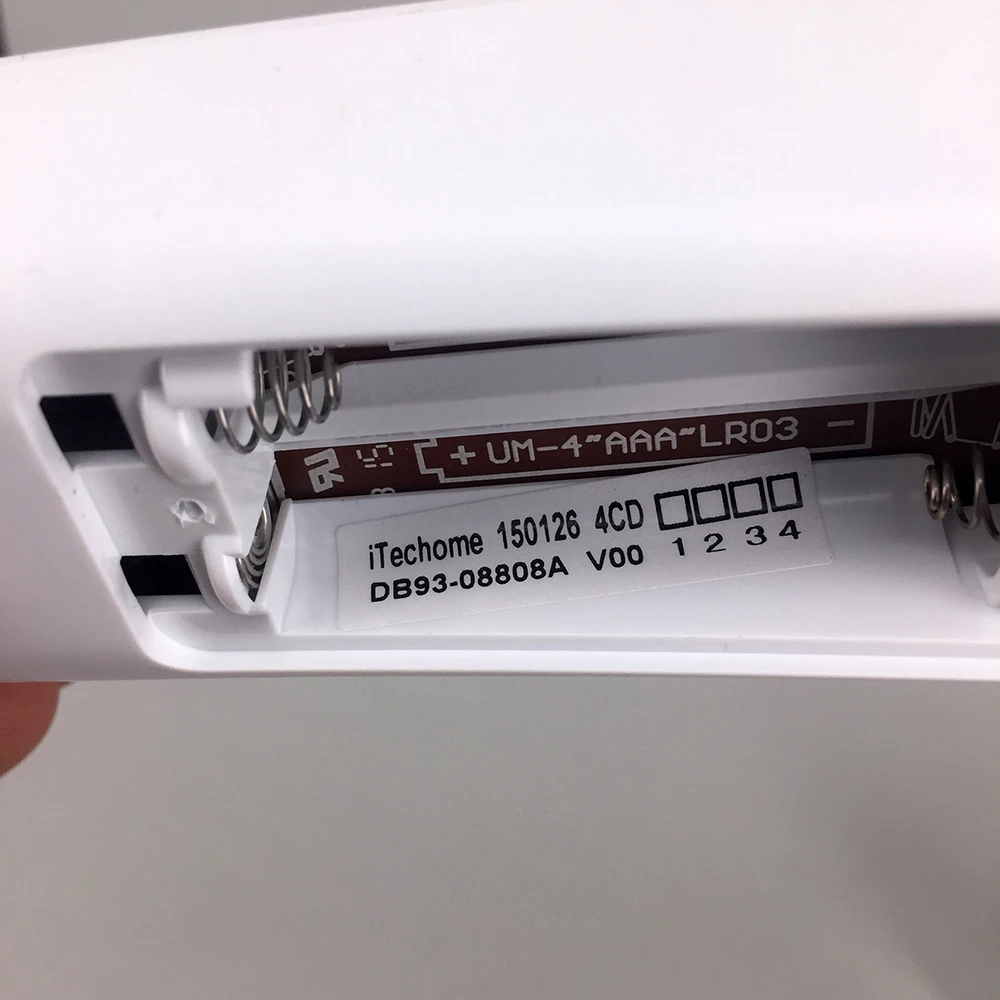 + UM-4~AAA~LR03 -
iTechome 150126 4CD
DB93-08808A V00 1 2 3 4